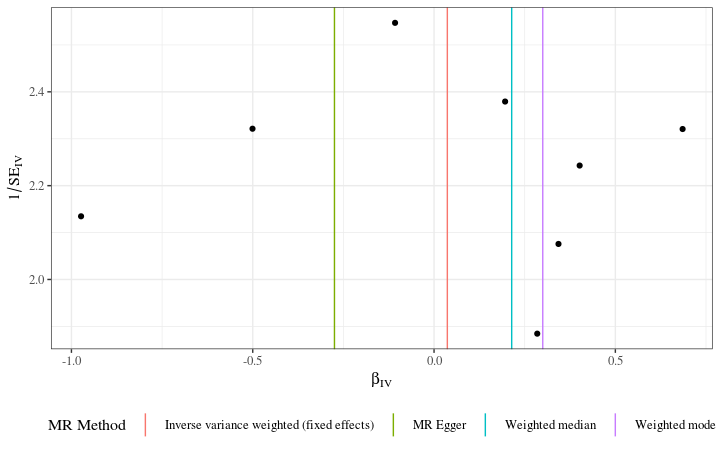 2.4
2.2
2.0
1/SE_IV
-1.0 -0.5 0.0 0.5
β_IV
MR Method Inverse variance weighted (fixed effects) MR Egger Weighted median Weighted mode